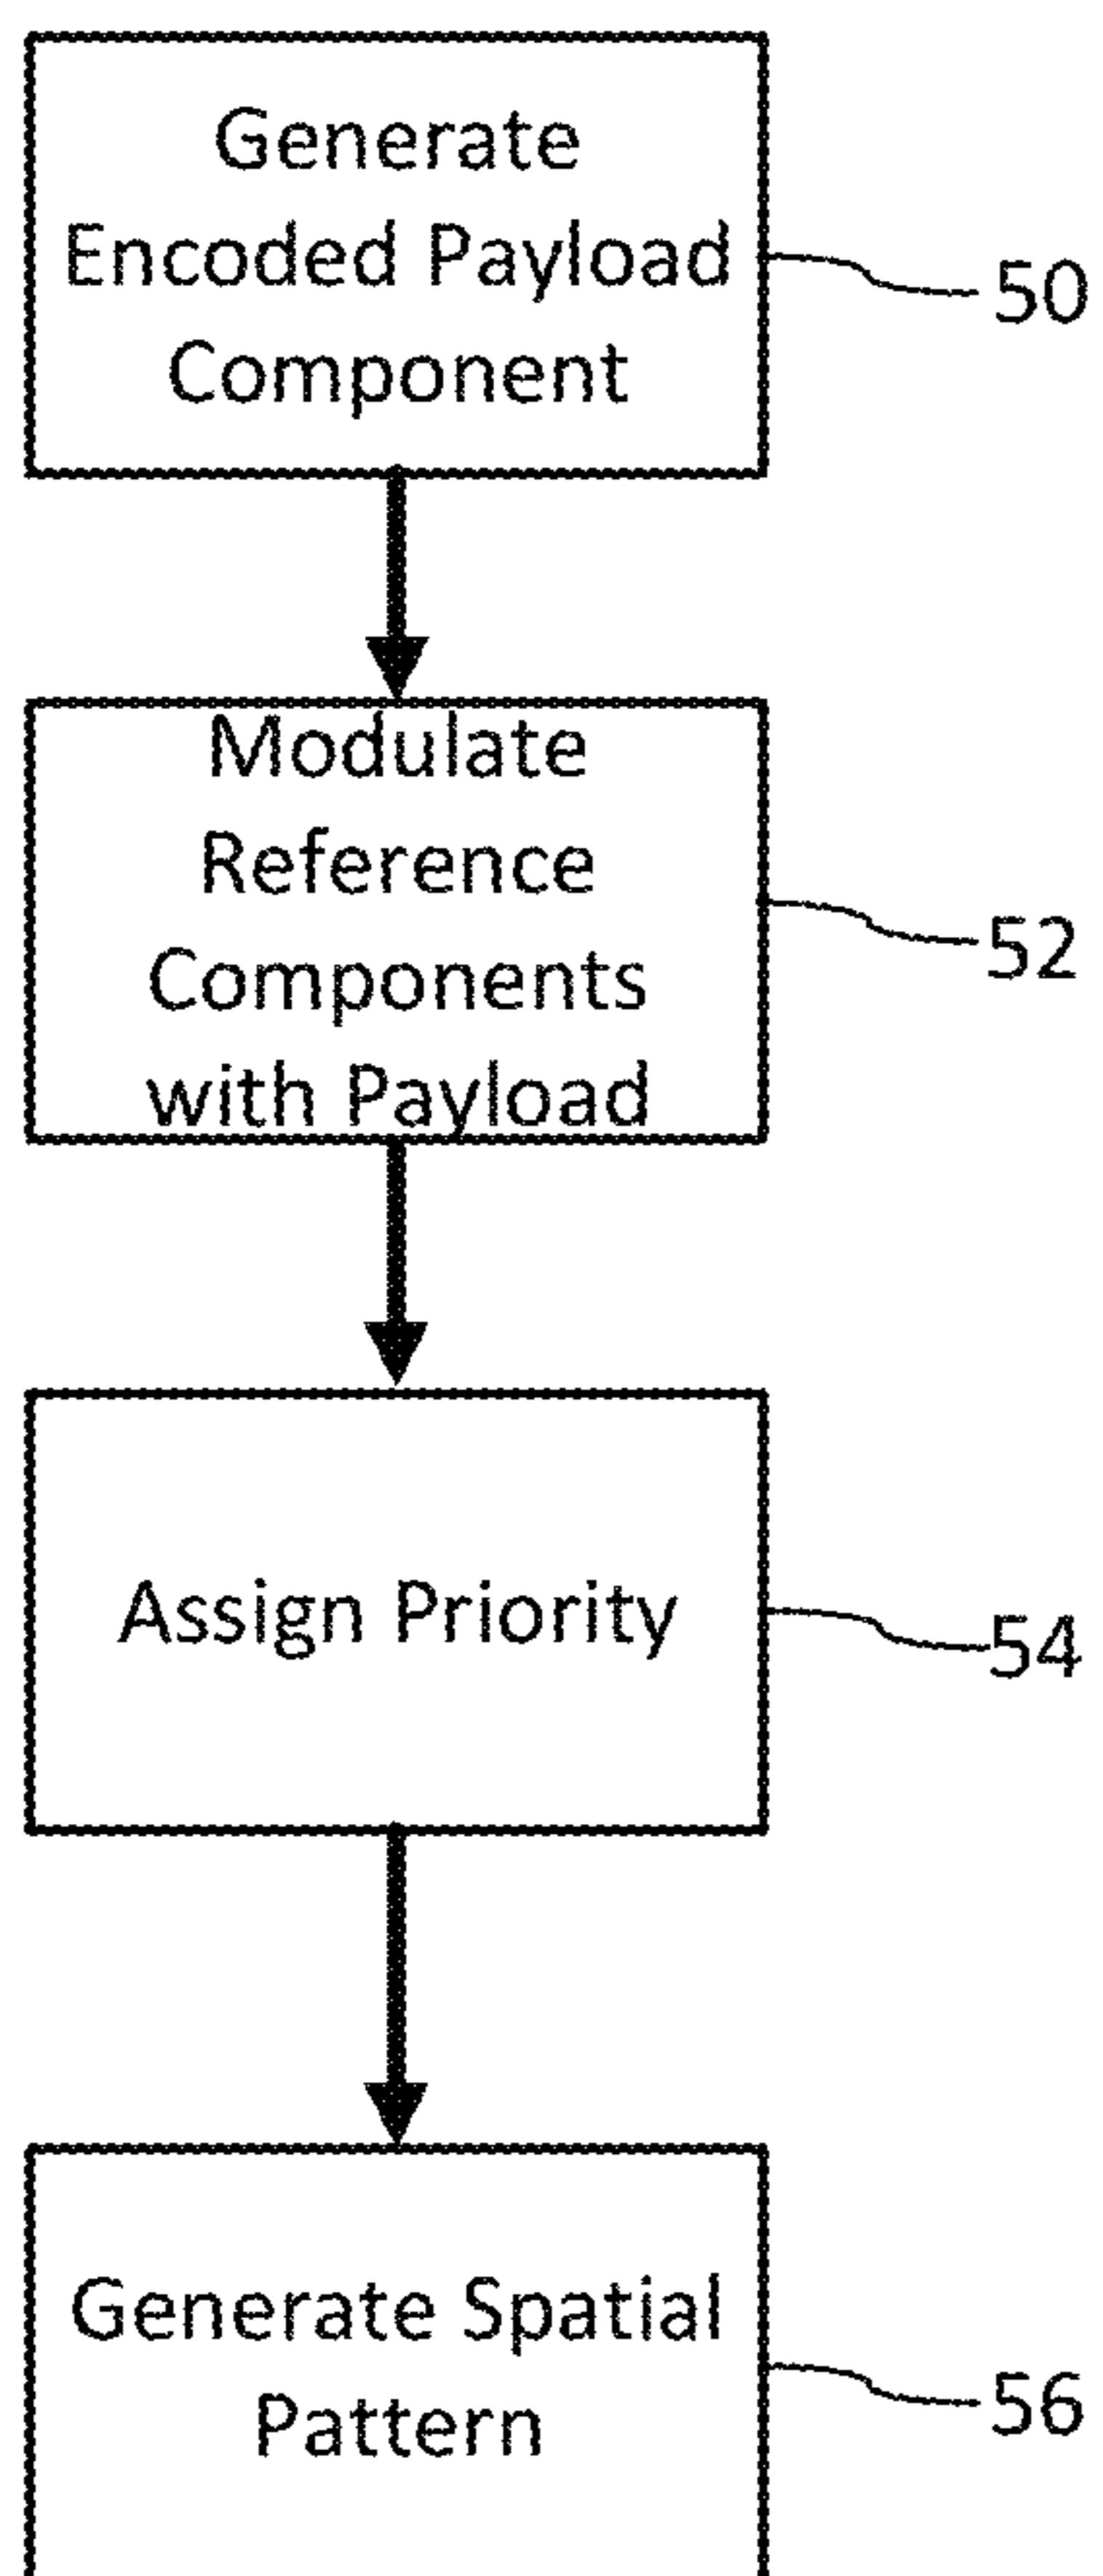 Generate
Encoded Payload
Component
50
Modulate
Reference
Components
with Payload
52
Assign Priority
54
Generate Spatial
Pattern
56